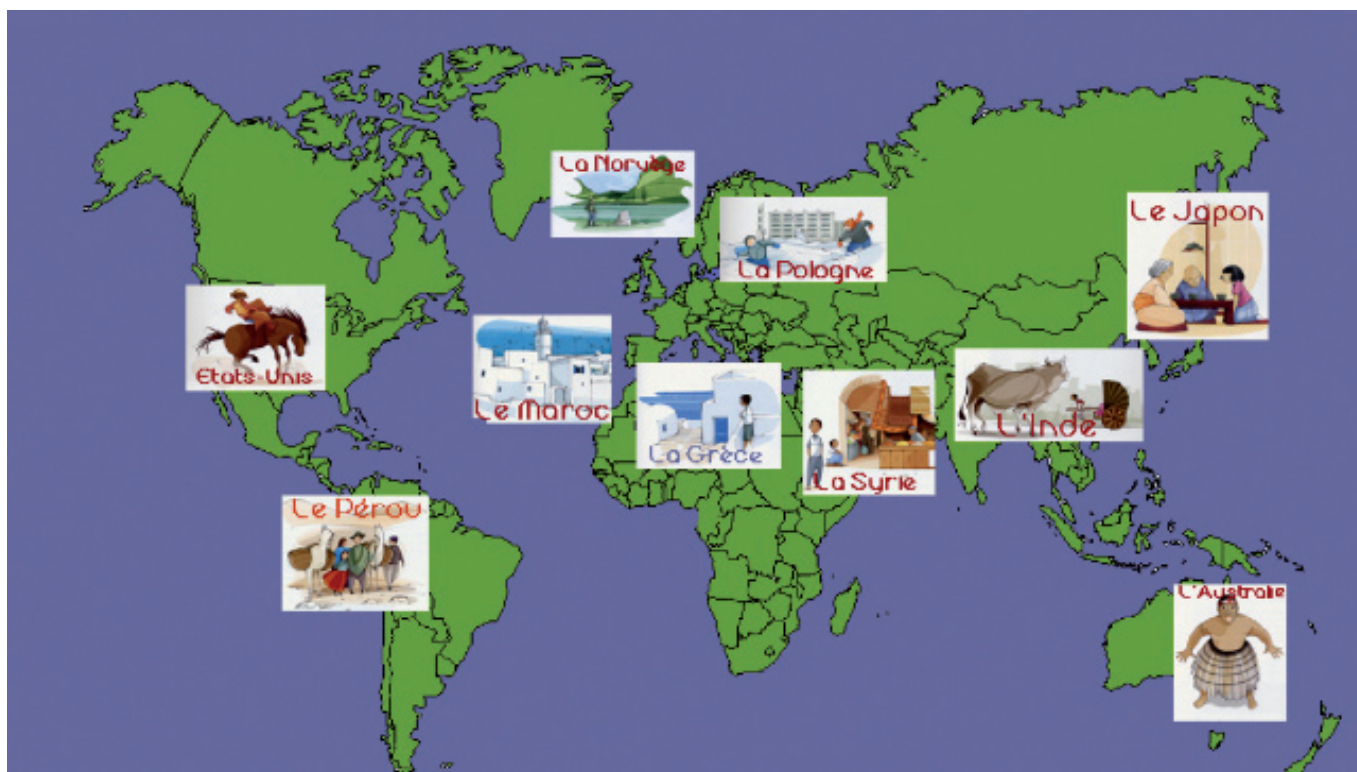 La Norvège
Le Japon
La Pologne
Etats-Unis
Le Maroc
La Grèce
L'Inde
La Syrie
Le Pérou
L'Australie